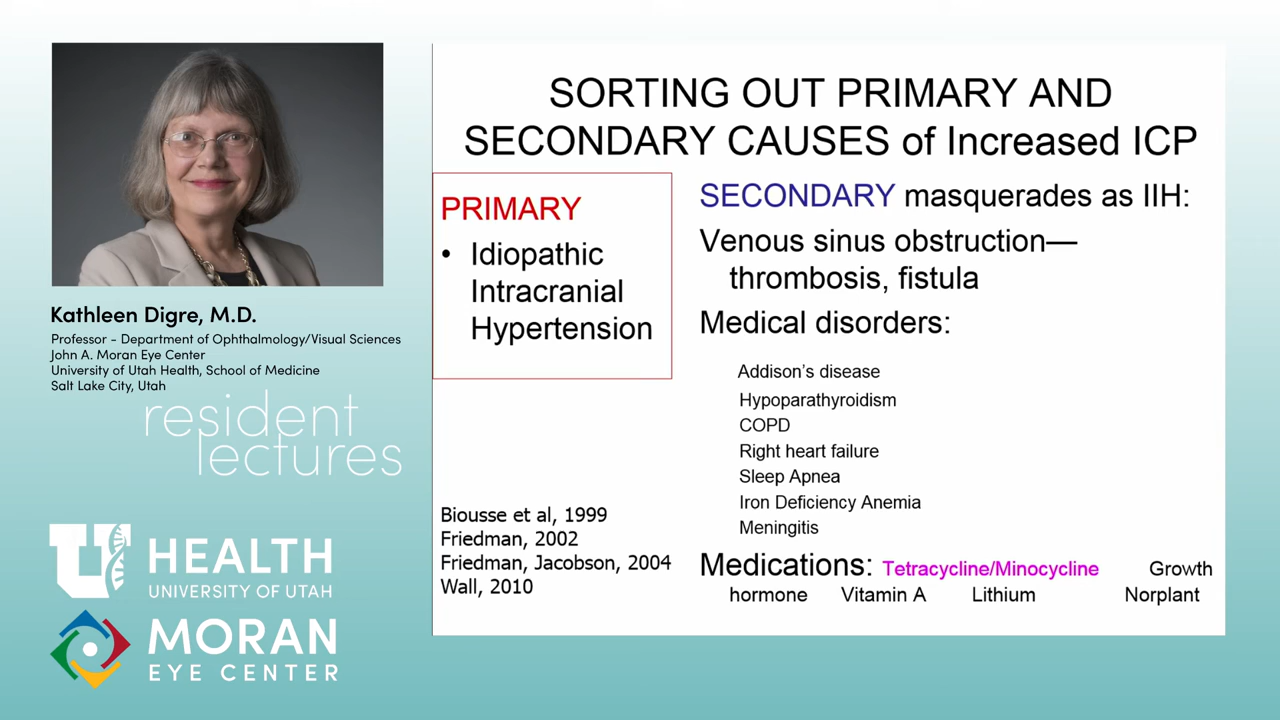 Kathleen Digre, M.D.
Professor - Department of Ophthalmology/Visual Sciences
John A. Moran Eye Center
University of Utah Health, School of Medicine
Salt Lake City, Utah
resident
lectures
U HEALTH
UNIVERSITY OF UTAH
MORAN
EYE CENTER
SORTING OUT PRIMARY AND
SECONDARY CAUSES of Increased ICP
PRIMARY
• Idiopathic
Intracranial
Hypertension
Biousse et al, 1999
Friedman, 2002
Friedman, Jacobson, 2004
Wall, 2010
SECONDARY masquerades as IIH:
Venous sinus obstruction—
thrombosis, fistula
Medical disorders:
Addison's disease
Hypoparathyroidism
COPD
Right heart failure
Sleep Apnea
Iron Deficiency Anemia
Meningitis
Medications: Tetracycline/Minocycline Growth
hormone Vitamin A Lithium Norplant